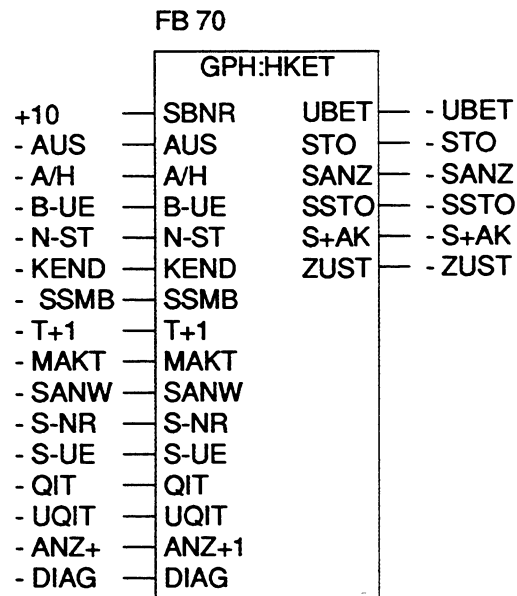 FB 70
GPH:HKET
+10 SBNR UBET - UBET
- AUS AUS STO - STO
- A/H A/H SANZ - SANZ
- B-UE B-UE SSTO - SSTO
- N-ST N-ST S+AK - S+AK
- KEND KEND ZUST - ZUST
- SSMB SSMB
- T+1 T+1
- MAKT MAKT
- SANW SANW
- S-NR S-NR
- S-UE S-UE
- QIT QIT
- UQIT UQIT
- ANZ+ ANZ+1
- DIAG DIAG